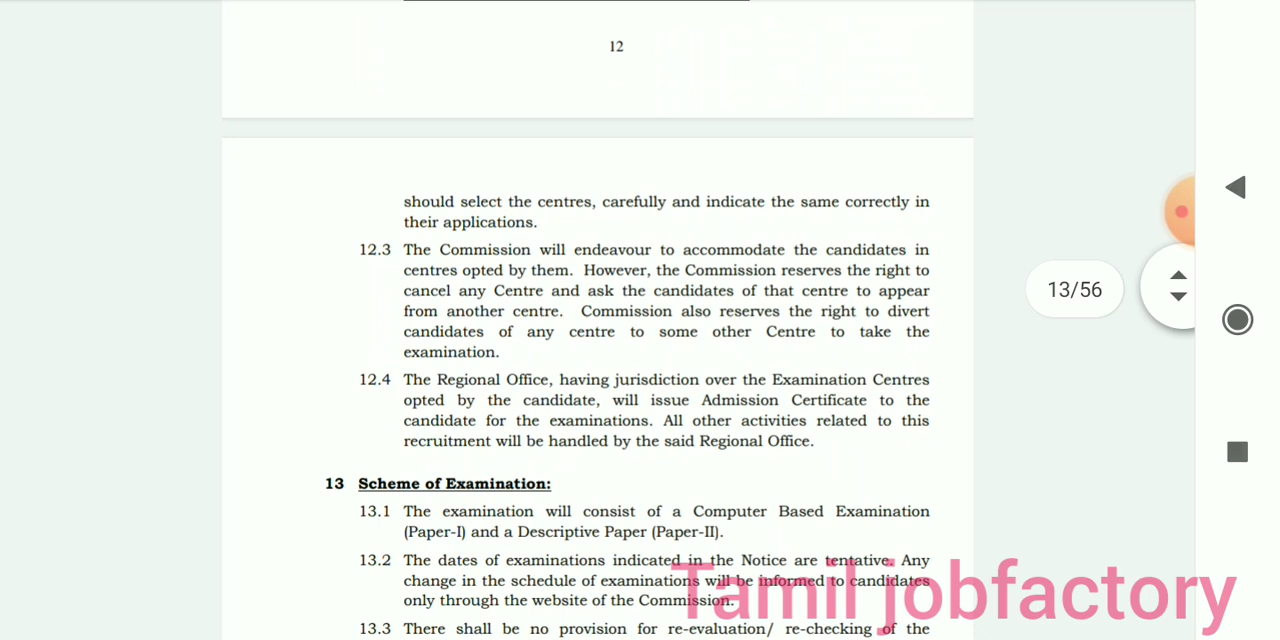 12
should select the centres, carefully and indicate the same correctly in
their applications.
12.3 The Commission will endeavour to accommodate the candidates in
centres opted by them. However, the Commission reserves the right to
cancel any Centre and ask the candidates of that centre to appear
from another centre. Commission also reserves the right to divert
candidates of any centre to some other Centre to take the
examination.
13/56
12.4 The Regional Office, having jurisdiction over the Examination Centres
opted by the candidate, will issue Admission Certificate to the
candidate for the examinations. All other activities related to this
recruitment will be handled by the said Regional Office.
13 Scheme of Examination:
13.1 The examination will consist of a Computer Based Examination
(Paper-I) and a Descriptive Paper (Paper-II).
13.2 The dates of examinations indicated in the Notice are tentative. Any
change in the schedule of examinations will be informed to candidates
only through the website of the Commission.
Tamil jobfactory
13.3 There shall be no provision for re-evaluation/ re-checking of the